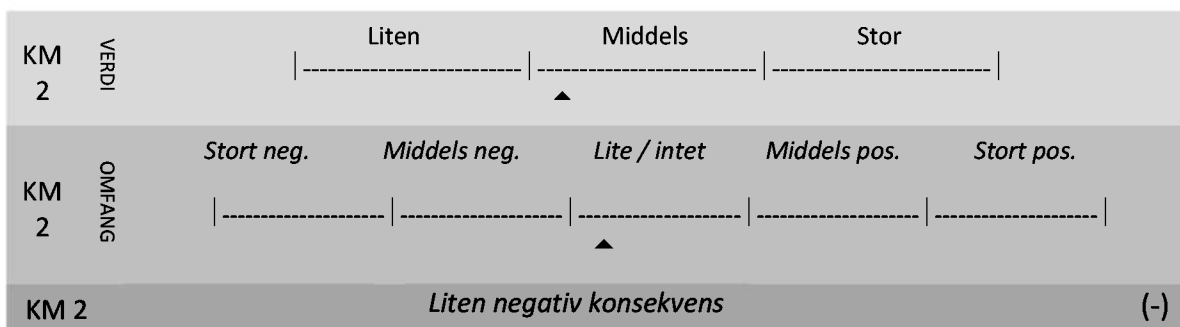 KM 2 VERDI Liten Middels Stor
|----------------------------|---------------------------|---------------------------|
KM 2 OMFANG Stort neg. Middels neg. Lite / intet Middels pos. Stort pos.
|---------------------|---------------------|---------------------|---------------------|---------------------|
KM 2 Liten negativ konsekvens (-)